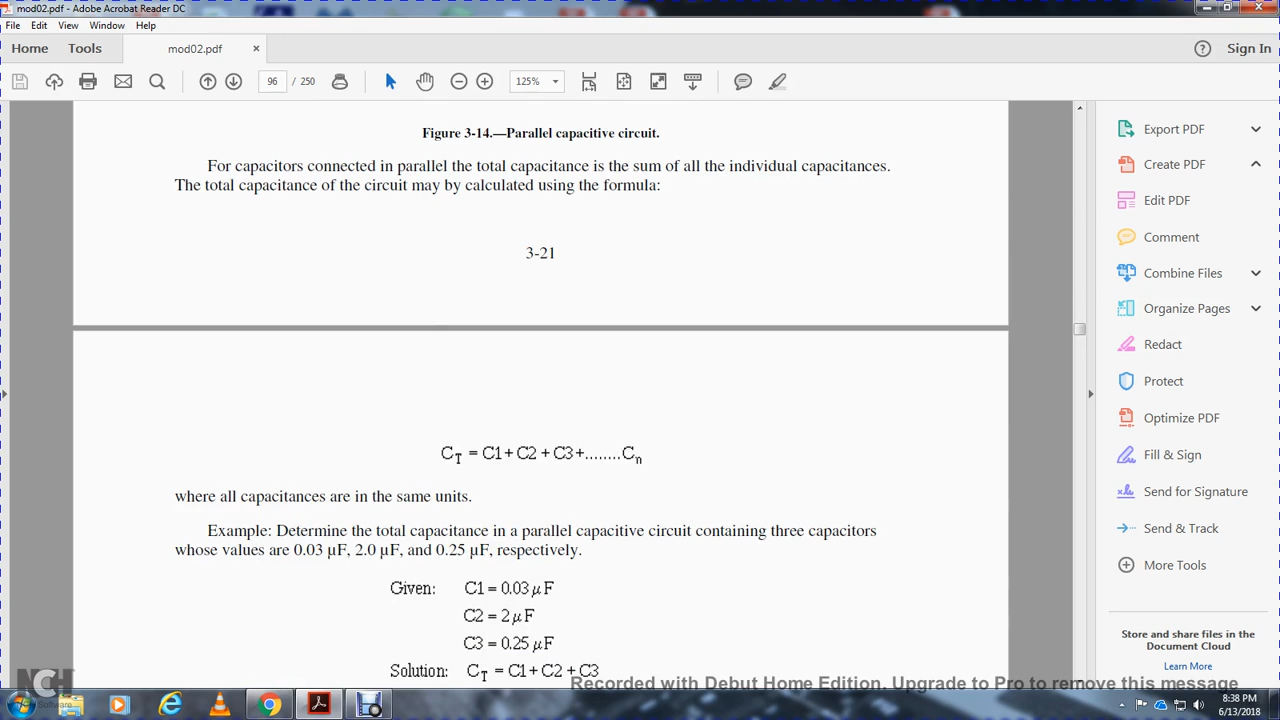 mod02.pdf - Adobe Acrobat Reader DC
File Edit View Window Help
Home Tools mod02.pdf × Sign In
96 / 250 125%
Figure 3-14.—Parallel capacitive circuit.
For capacitors connected in parallel the total capacitance is the sum of all the individual capacitances.
The total capacitance of the circuit may by calculated using the formula:
3-21
C_T = C1+ C2 + C3+........C_n
where all capacitances are in the same units.
Example: Determine the total capacitance in a parallel capacitive circuit containing three capacitors
whose values are 0.03 µF, 2.0 µF, and 0.25 µF, respectively.
Given: C1 = 0.03 µF
C2 = 2 µF
C3 = 0.25 µF
Solution: C_T = C1+ C2 + C3
Export PDF
Create PDF
Edit PDF
Comment
Combine Files
Organize Pages
Redact
Protect
Optimize PDF
Fill & Sign
Send for Signature
Send & Track
More Tools
Store and share files in the
Document Cloud
Learn More
NCH
Software
Recorded with Debut Home Edition. Upgrade to Pro to remove this message
8:38 PM
6/13/2018